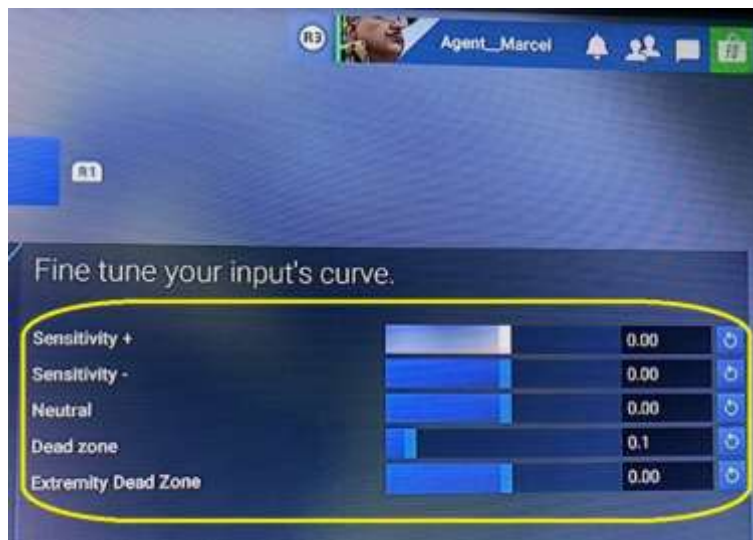 R3 Agent__Marcel
R1
Fine tune your input's curve.
Sensitivity + 0.00
Sensitivity - 0.00
Neutral 0.00
Dead zone 0.1
Extremity Dead Zone 0.00